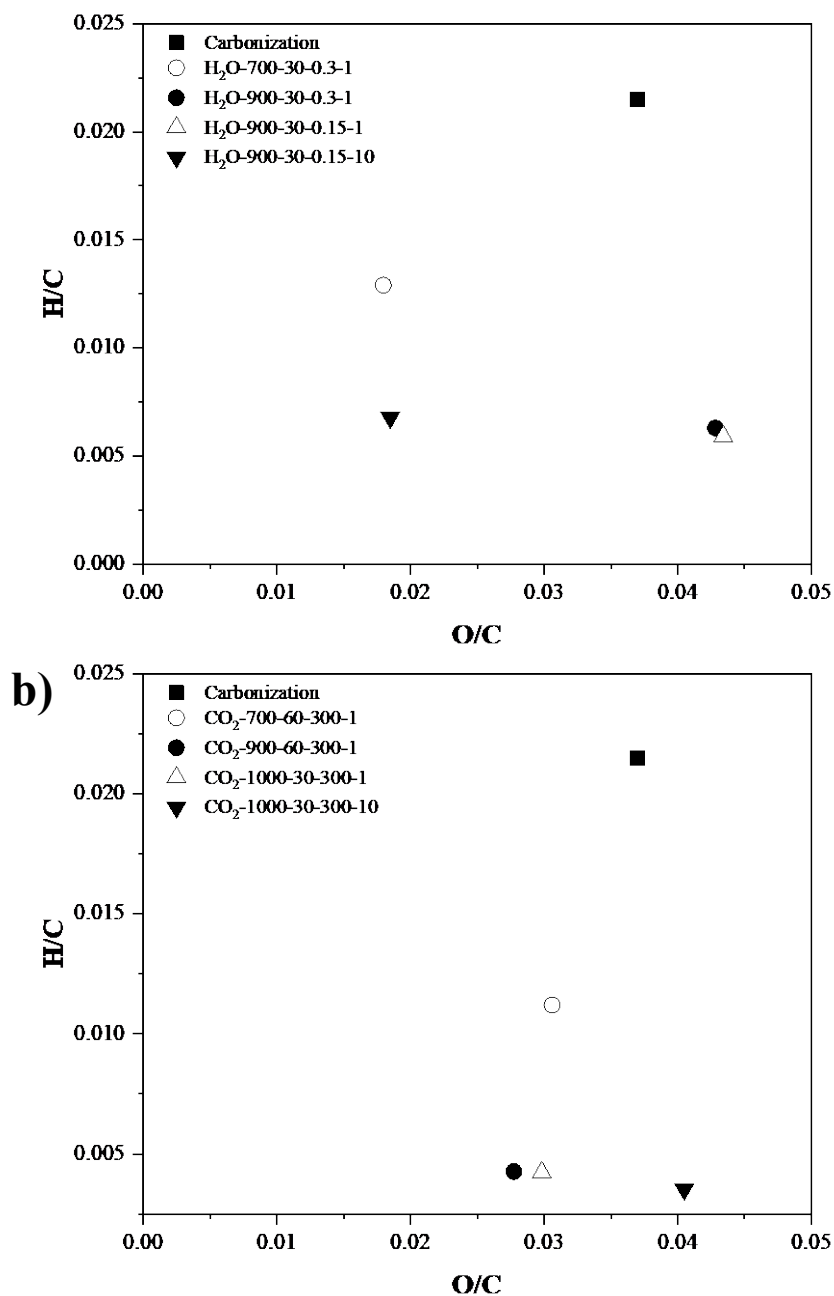 0.025
Carbonization
H₂O-700-30-0.3-1
H₂O-900-30-0.3-1
H₂O-900-30-0.15-1
H₂O-900-30-0.15-10
0.020
0.015
H/C
0.010
0.005
0.000
0.00 0.01 0.02 0.03 0.04 0.05
O/C
b)
0.025
Carbonization
CO₂-700-60-300-1
CO₂-900-60-300-1
CO₂-1000-30-300-1
CO₂-1000-30-300-10
0.020
0.015
H/C
0.010
0.005
0.00 0.01 0.02 0.03 0.04 0.05
O/C